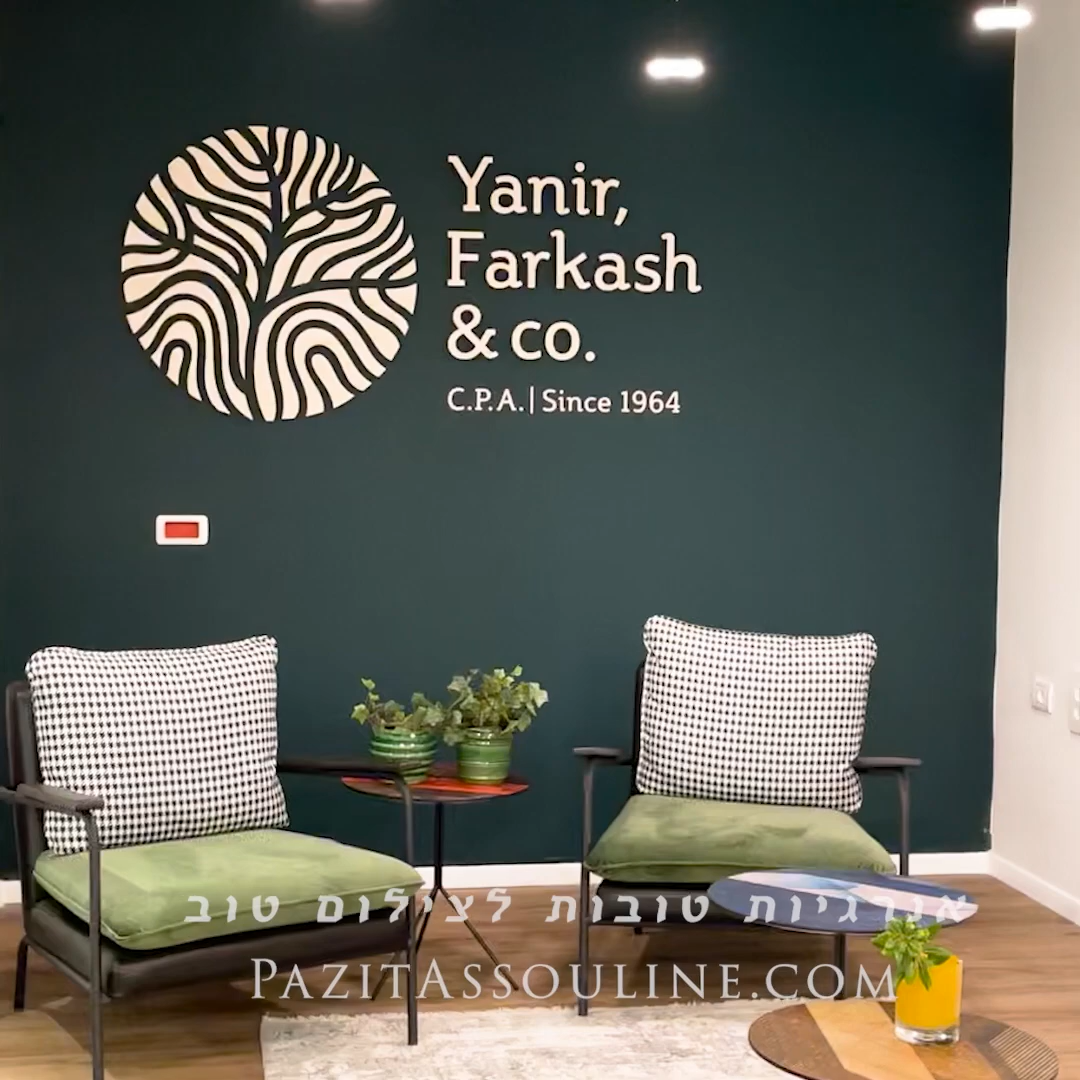 Yanir,
Farkash
& co.
C.P.A. | Since 1964
אנרגיות טובות לצילום טוב
PAZITASSOULINE.COM